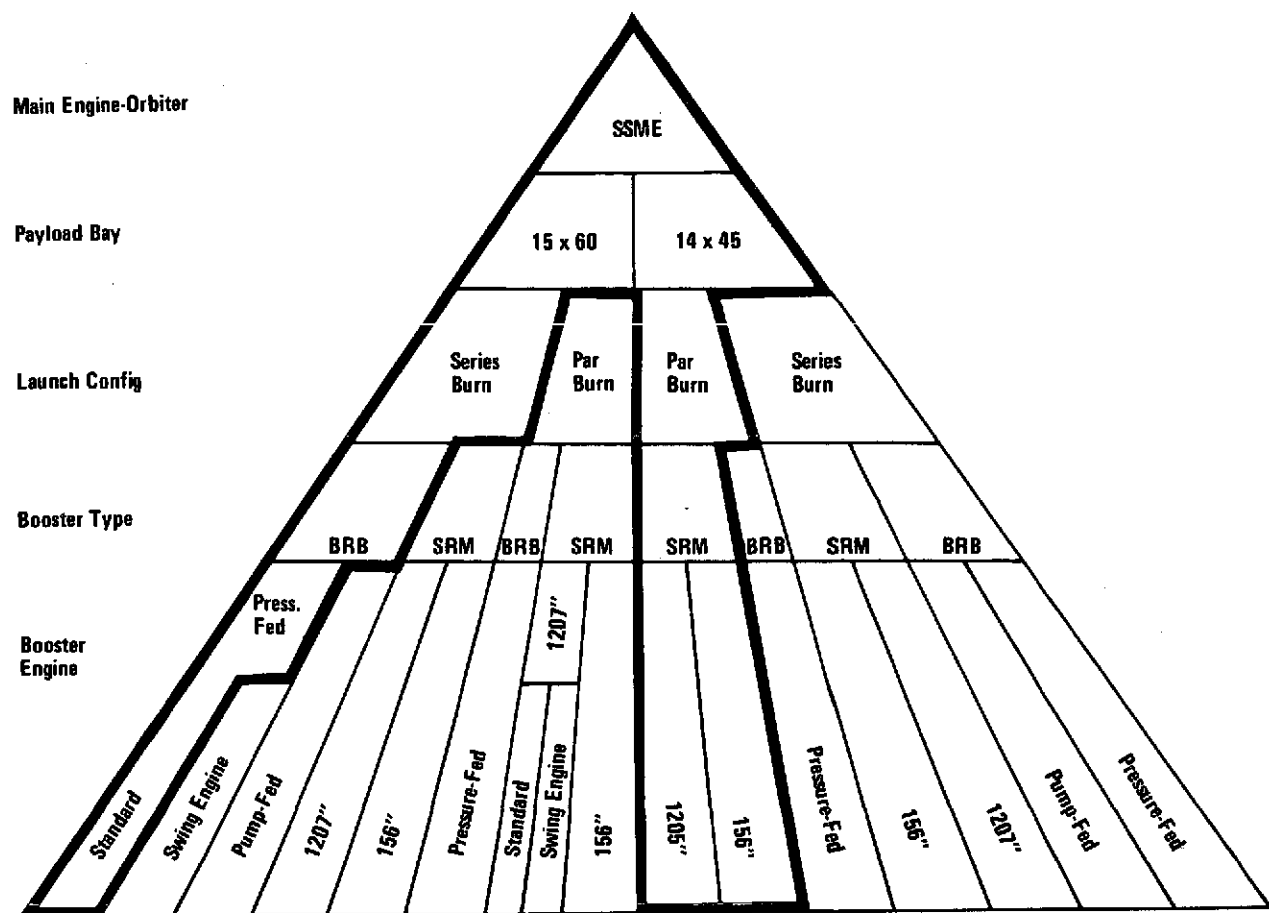 Main Engine-Orbiter
SSME
Payload Bay
15 x 60
14 x 45
Launch Config
Series
Burn
Par
Burn
Par
Burn
Series
Burn
Booster Type
BRB
SRM
BRB
SRM
SRM
BRB
SRM
BRB
Booster
Engine
Press.
Fed
1207"
Standard
Swing Engine
Pump-Fed
1207"
156"
Pressure-Fed
Standard
Swing Engine
156"
1205"
156"
Pressure-Fed
156"
1207"
Pump-Fed
Pressure-Fed